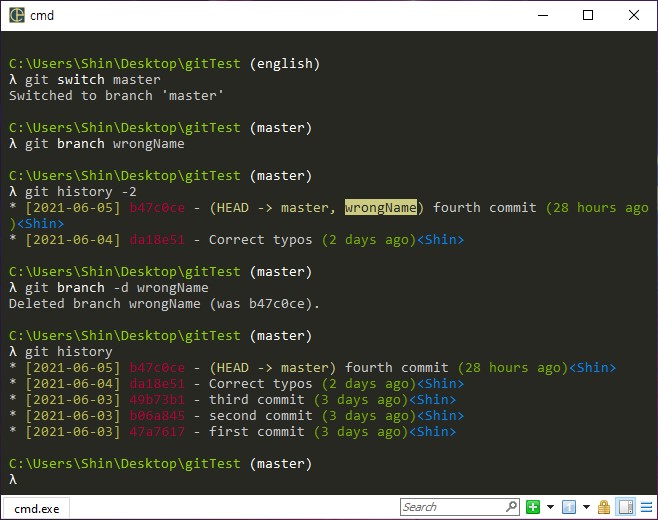 cmd
C:\Users\Shin\Desktop\gitTest (english)
λ git switch master
Switched to branch 'master'
C:\Users\Shin\Desktop\gitTest (master)
λ git branch wrongName
C:\Users\Shin\Desktop\gitTest (master)
λ git history -2
* [2021-06-05] b47c0ce - (HEAD -> master, wrongName) fourth commit (28 hours ago
)<Shin>
* [2021-06-04] da18e51 - Correct typos (2 days ago)<Shin>
C:\Users\Shin\Desktop\gitTest (master)
λ git branch -d wrongName
Deleted branch wrongName (was b47c0ce).
C:\Users\Shin\Desktop\gitTest (master)
λ git history
* [2021-06-05] b47c0ce - (HEAD -> master) fourth commit (28 hours ago)<Shin>
* [2021-06-04] da18e51 - Correct typos (2 days ago)<Shin>
* [2021-06-03] 49b73b1 - third commit (3 days ago)<Shin>
* [2021-06-03] b06a845 - second commit (3 days ago)<Shin>
* [2021-06-03] 47a7617 - first commit (3 days ago)<Shin>
C:\Users\Shin\Desktop\gitTest (master)
λ
cmd.exe
Search